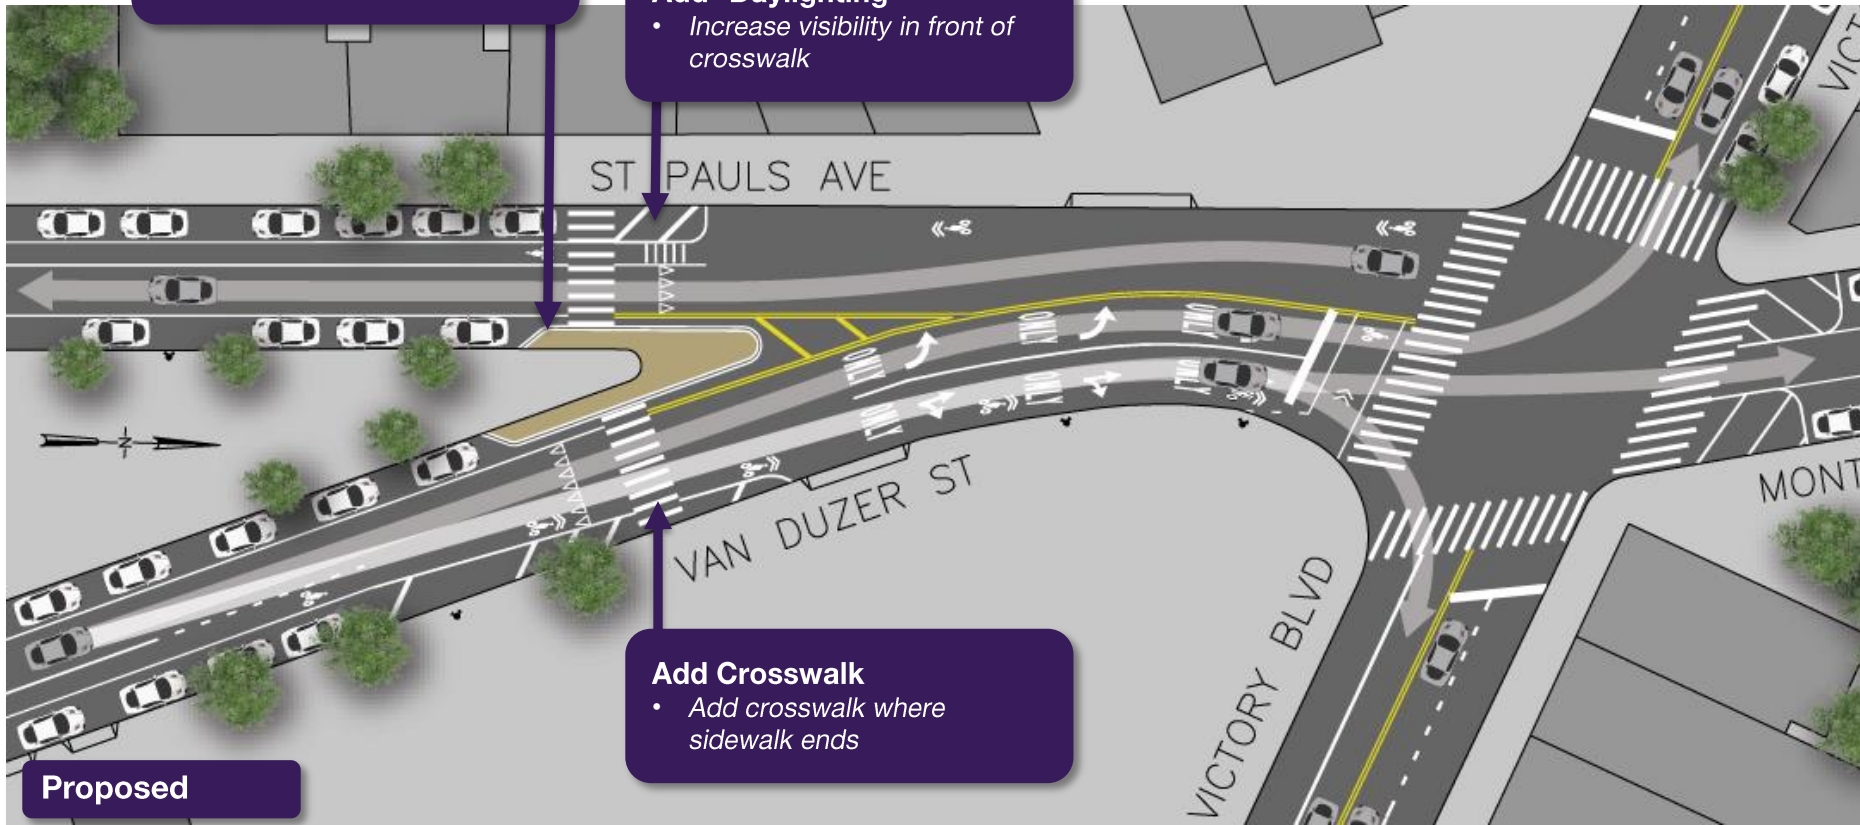 Add "Daylighting"
• Increase visibility in front of
crosswalk
ST PAULS AVE
VICT
ONLY
ONLY
ONLY
ONLY
ONLY
ONLY
N
VAN DUZER ST
MONT
VICTORY BLVD
Add Crosswalk
• Add crosswalk where
sidewalk ends
Proposed